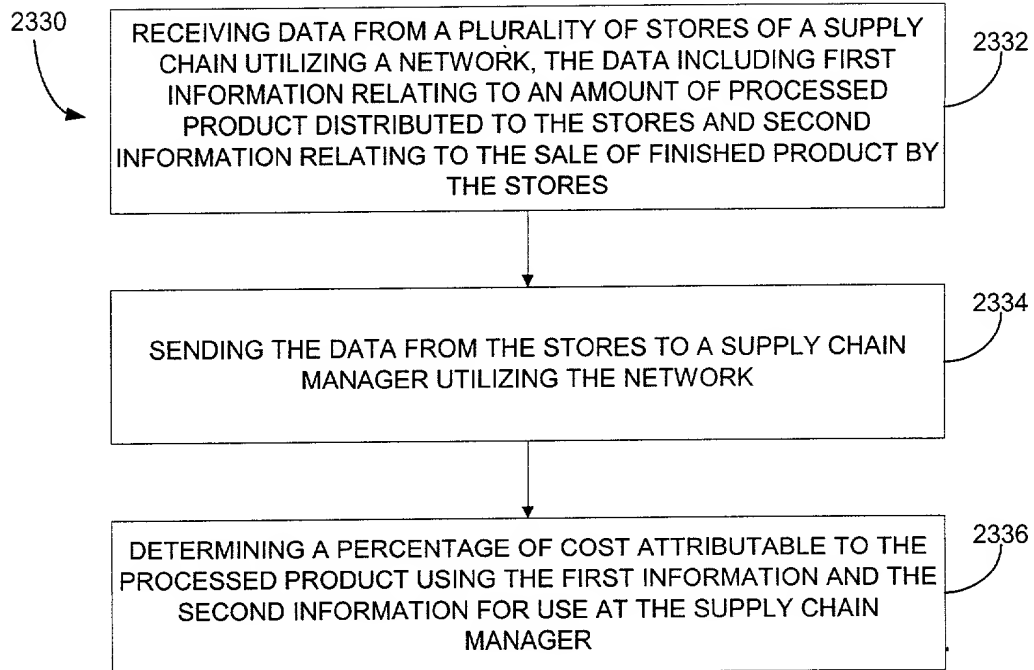 2330
RECEIVING DATA FROM A PLURALITY OF STORES OF A SUPPLY
CHAIN UTILIZING A NETWORK, THE DATA INCLUDING FIRST
INFORMATION RELATING TO AN AMOUNT OF PROCESSED
PRODUCT DISTRIBUTED TO THE STORES AND SECOND
INFORMATION RELATING TO THE SALE OF FINISHED PRODUCT BY
THE STORES
2332
SENDING THE DATA FROM THE STORES TO A SUPPLY CHAIN
MANAGER UTILIZING THE NETWORK
2334
DETERMINING A PERCENTAGE OF COST ATTRIBUTABLE TO THE
PROCESSED PRODUCT USING THE FIRST INFORMATION AND THE
SECOND INFORMATION FOR USE AT THE SUPPLY CHAIN
MANAGER
2336